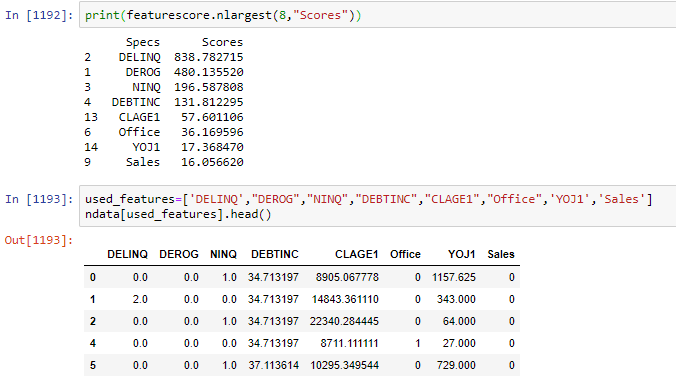 In [1192]: print(featurescore.nlargest(8,"Scores"))
Specs Scores
2 DELINQ 838.782715
1 DEROG 480.135520
3 NINQ 196.587808
4 DEBTINC 131.812295
13 CLAGE1 57.601106
6 Office 36.169596
14 YOJ1 17.368470
9 Sales 16.056620
In [1193]: used_features=['DELINQ',"DEROG","NINQ","DEBTINC","CLAGE1","Office",'YOJ1','Sales']
ndata[used_features].head()
Out[1193]:
DELINQ DEROG NINQ DEBTINC CLAGE1 Office YOJ1 Sales
0 0.0 0.0 1.0 34.713197 8905.067778 0 1157.625 0
1 2.0 0.0 0.0 34.713197 14843.361110 0 343.000 0
2 0.0 0.0 1.0 34.713197 22340.284445 0 64.000 0
4 0.0 0.0 0.0 34.713197 8711.111111 1 27.000 0
5 0.0 0.0 1.0 37.113614 10295.349544 0 729.000 0